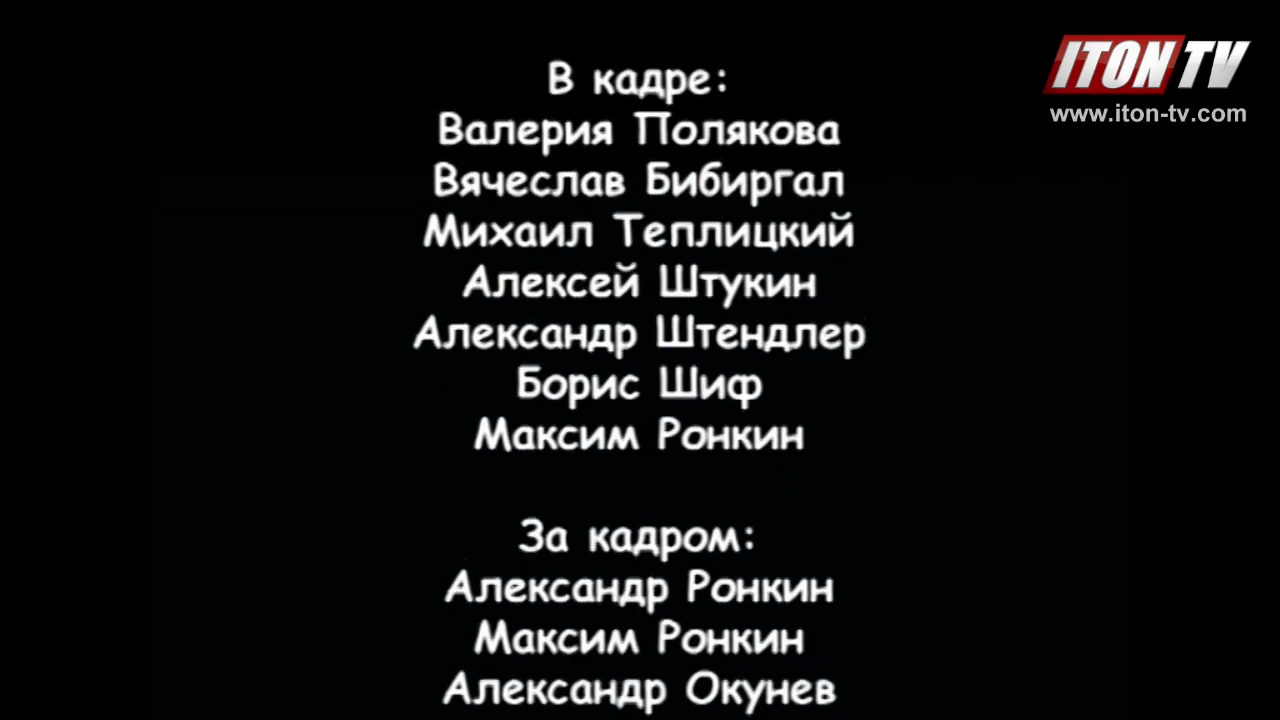 ITON TV
www.iton-tv.com
В кадре:
Валерия Полякова
Вячеслав Бибиргал
Михаил Теплицкий
Алексей Штукин
Александр Штендлер
Борис Шиф
Максим Ронкин
За кадром:
Александр Ронкин
Максим Ронкин
Александр Окунев